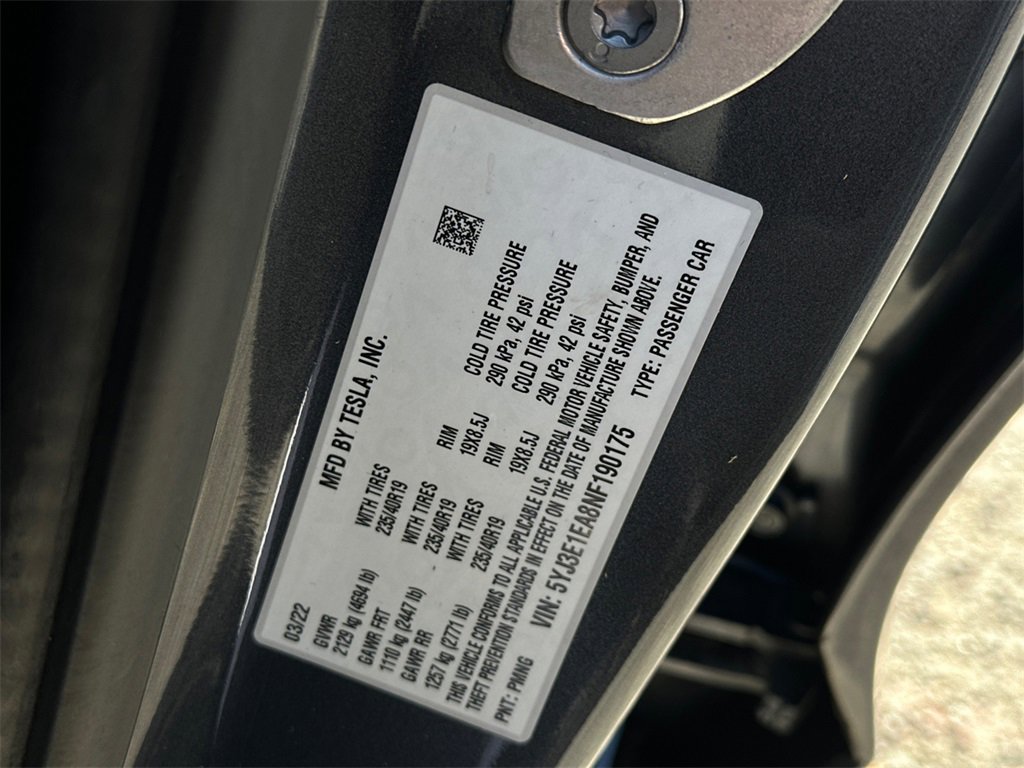 MFD BY TESLA, INC.
03/22
GVWR
2129 kg (4694 lb) WITH TIRES 235/40R19 RIM 19X8.5J COLD TIRE PRESSURE 290 kPa, 42 psi
GAWR FRT
1110 kg (2447 lb) WITH TIRES 235/40R19 RIM 19X8.5J COLD TIRE PRESSURE 290 kPa, 42 psi
GAWR RR
1257 kg (2771 lb) WITH TIRES 235/40R19
THIS VEHICLE CONFORMS TO ALL APPLICABLE U.S. FEDERAL MOTOR VEHICLE SAFETY, BUMPER, AND
THEFT PREVENTION STANDARDS IN EFFECT ON THE DATE OF MANUFACTURE SHOWN ABOVE.
VIN: 5YJ3E1EA8NF190175 TYPE: PASSENGER CAR
PNT: PMNG